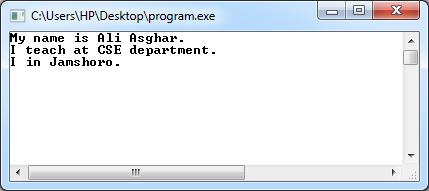 C:\Users\HP\Desktop\program.exe
My name is Ali Asghar.
I teach at CSE department.
I in Jamshoro.